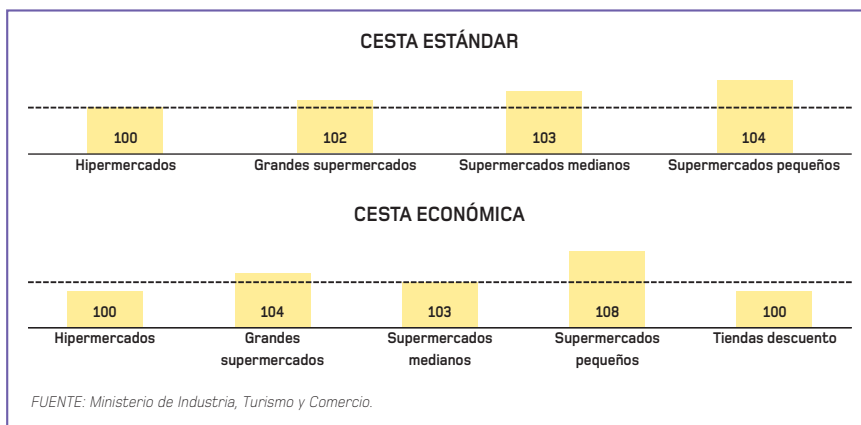 CESTA ESTÁNDAR
100 102 103 104
Hipermercados Grandes supermercados Supermercados medianos Supermercados pequeños
CESTA ECONÓMICA
100 104 103 108 100
Hipermercados Grandes Supermercados Supermercados Tiendas descuento
supermercados medianos pequeños
FUENTE: Ministerio de Industria, Turismo y Comercio.